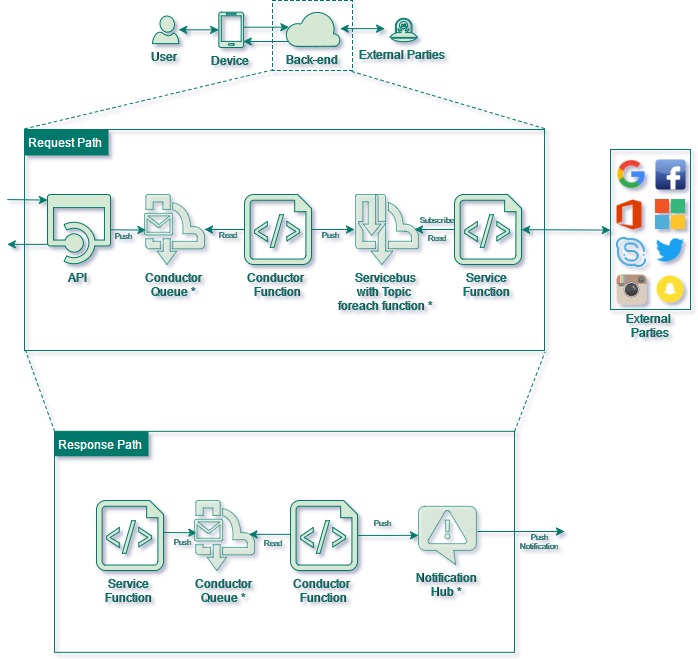 User
Device
Back-end
External Parties
Request Path
Push
Read
Push
Subscribe
Read
API
Conductor
Queue *
Conductor
Function
Servicebus
with Topic
foreach function *
Service
Function
External
Parties
Response Path
Push
Read
Push
Push
Notification
Service
Function
Conductor
Queue *
Conductor
Function
Notification
Hub *